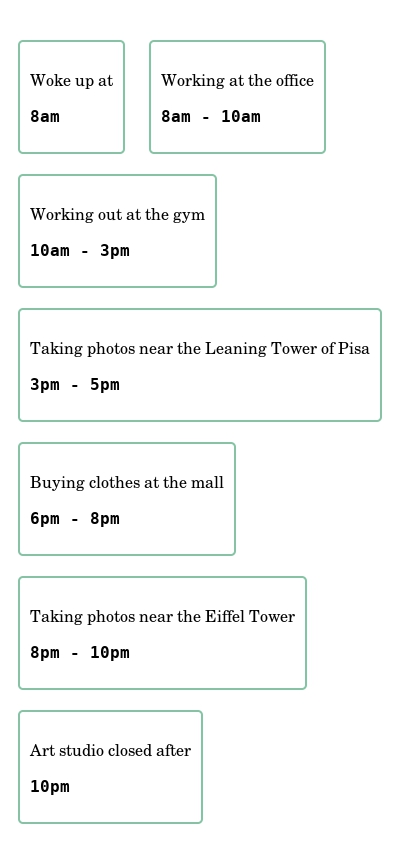 Woke up at
8am
Working at the office
8am - 10am
Working out at the gym
10am - 3pm
Taking photos near the Leaning Tower of Pisa
3pm - 5pm
Buying clothes at the mall
6pm - 8pm
Taking photos near the Eiffel Tower
8pm - 10pm
Art studio closed after
10pm